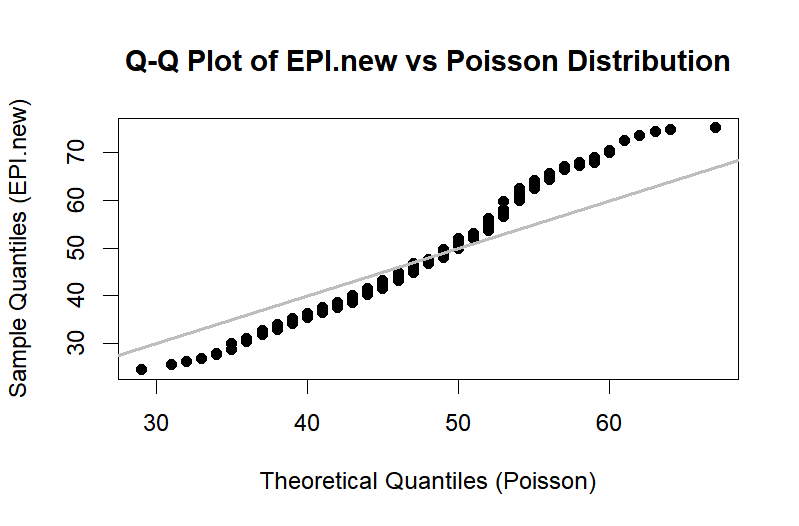 Q-Q Plot of EPI.new vs Poisson Distribution
Sample Quantiles (EPI.new)
70
60
50
40
30
30 40 50 60
Theoretical Quantiles (Poisson)